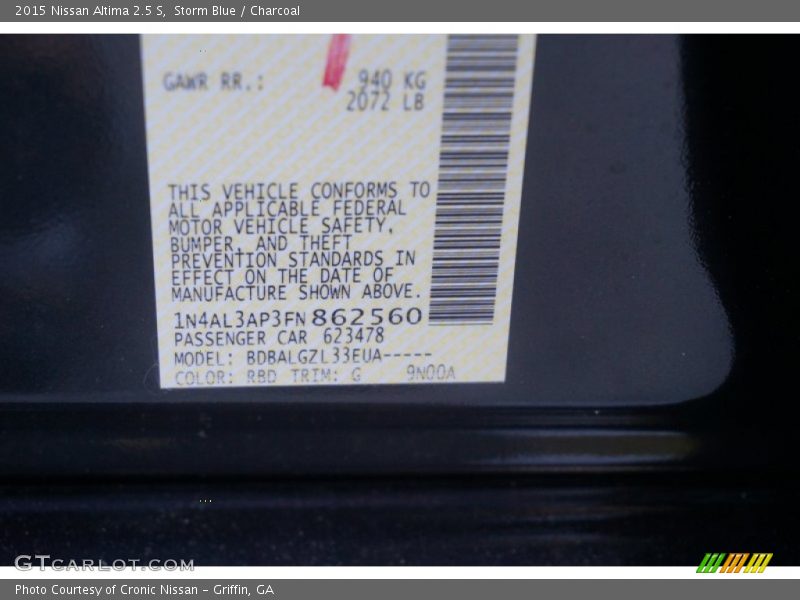 2015 Nissan Altima 2.5 S, Storm Blue / Charcoal
GAWR RR.: 940 KG
2072 LB
THIS VEHICLE CONFORMS TO
ALL APPLICABLE FEDERAL
MOTOR VEHICLE SAFETY,
BUMPER, AND THEFT
PREVENTION STANDARDS IN
EFFECT ON THE DATE OF
MANUFACTURE SHOWN ABOVE.
1N4AL3AP3FN862560
PASSENGER CAR 623478
MODEL: BDBALGZL33EUA-----
COLOR: RBD TRIM: G 9N00A
GTCARLOT.COM
Photo Courtesy of Cronic Nissan - Griffin, GA